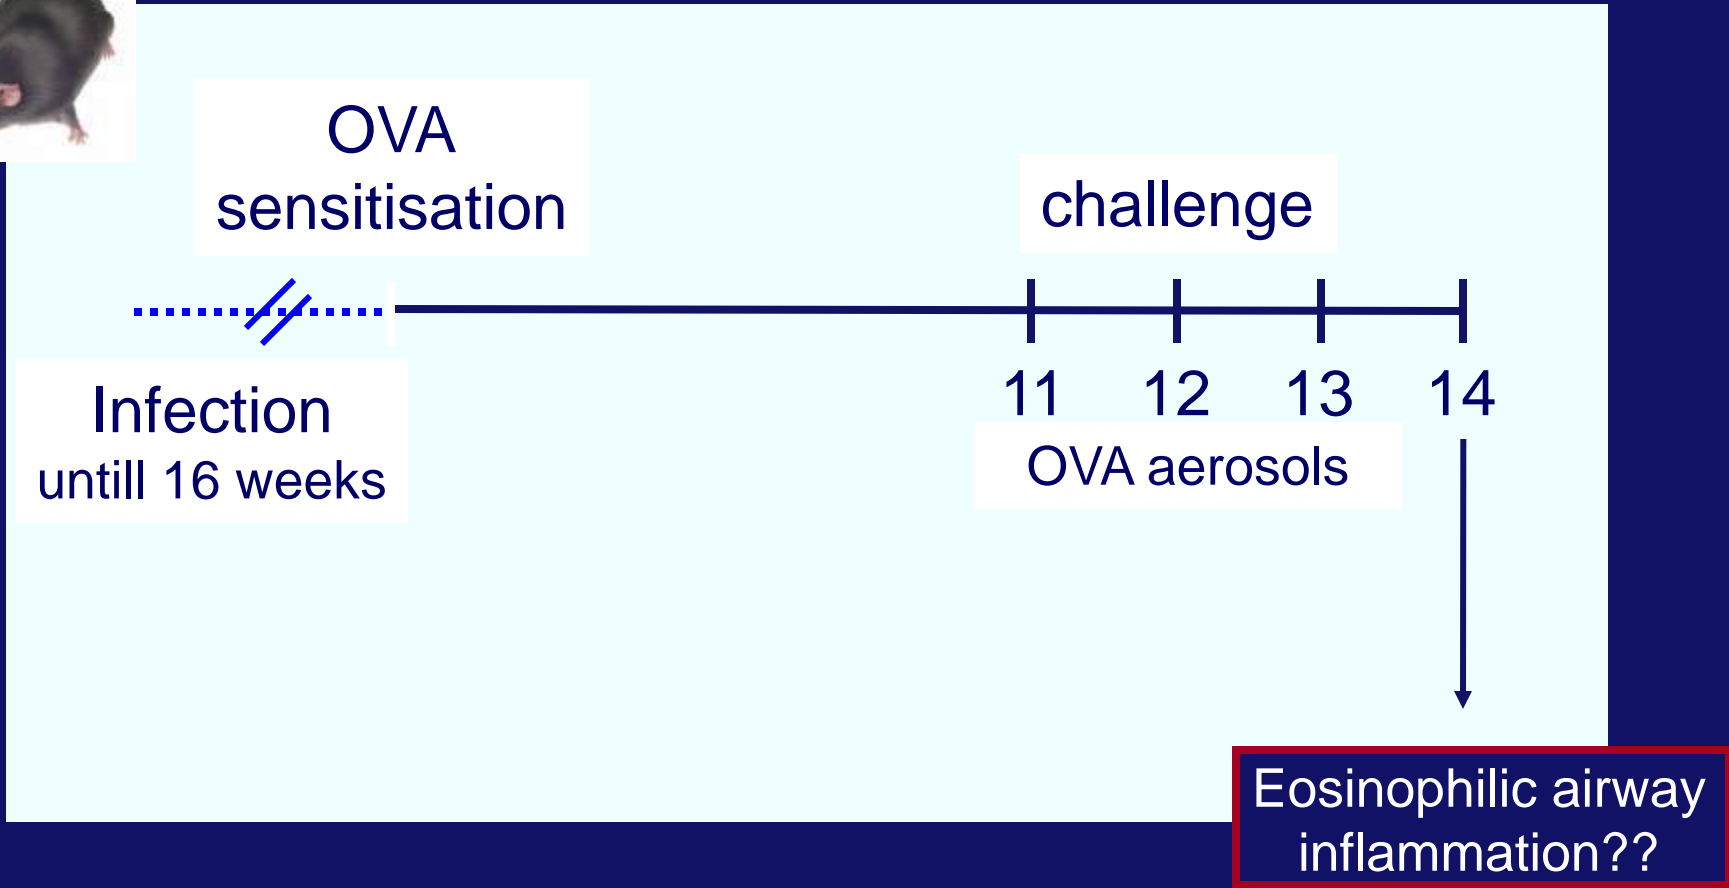 OVA
sensitisation
challenge
11 12 13 14
Infection
untill 16 weeks
OVA aerosols
Eosinophilic airway
inflammation??